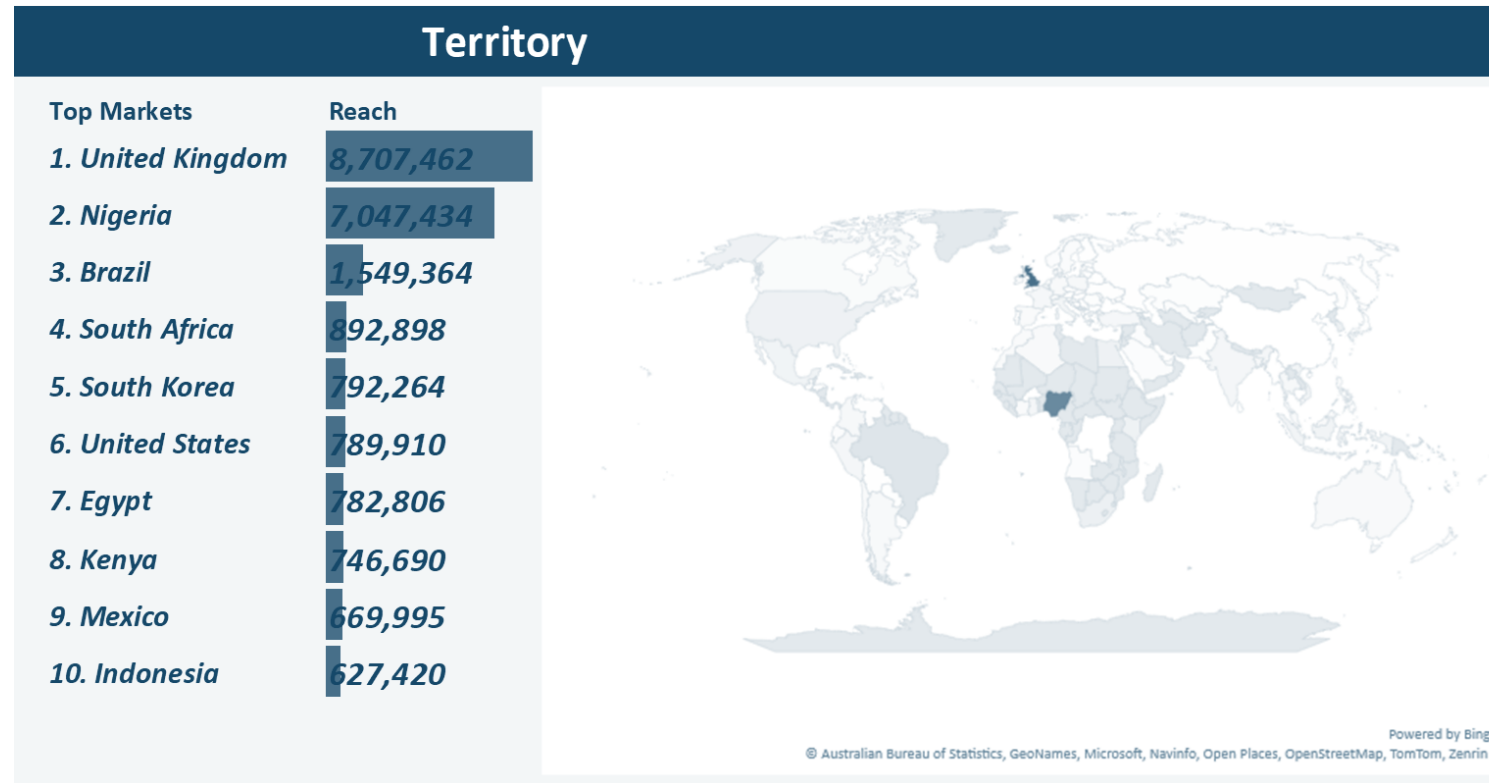 Territory
Top Markets Reach
1. United Kingdom 8,707,462
2. Nigeria 7,047,434
3. Brazil 1,549,364
4. South Africa 892,898
5. South Korea 792,264
6. United States 789,910
7. Egypt 782,806
8. Kenya 746,690
9. Mexico 669,995
10. Indonesia 627,420
Powered by Bing
© Australian Bureau of Statistics, GeoNames, Microsoft, Navinfo, Open Places, OpenStreetMap, TomTom, Zenrin